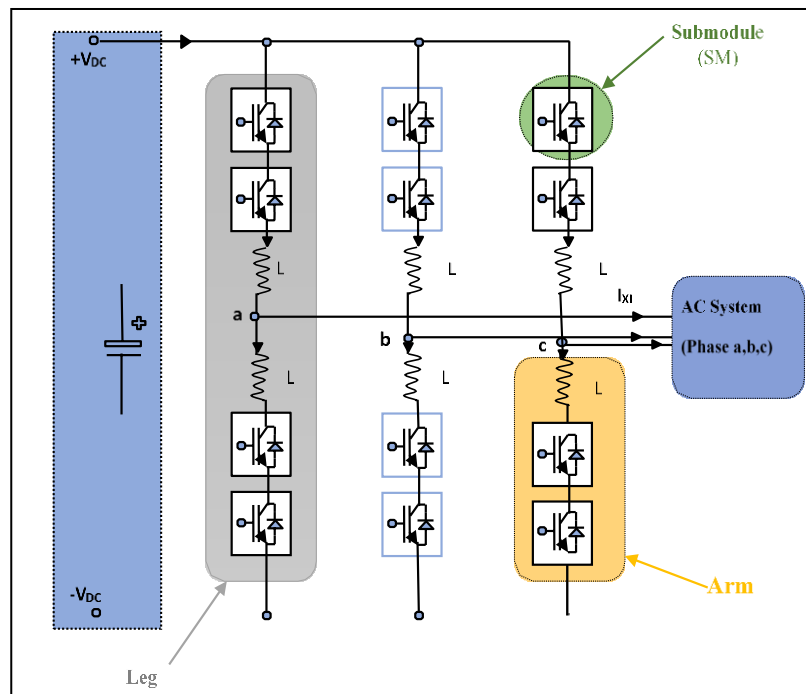 +VDC
Submodule
(SM)
L
L
L
IXI
AC System
a
b
c
(Phase a,b,c)
L
L
L
-VDC
Arm
Leg